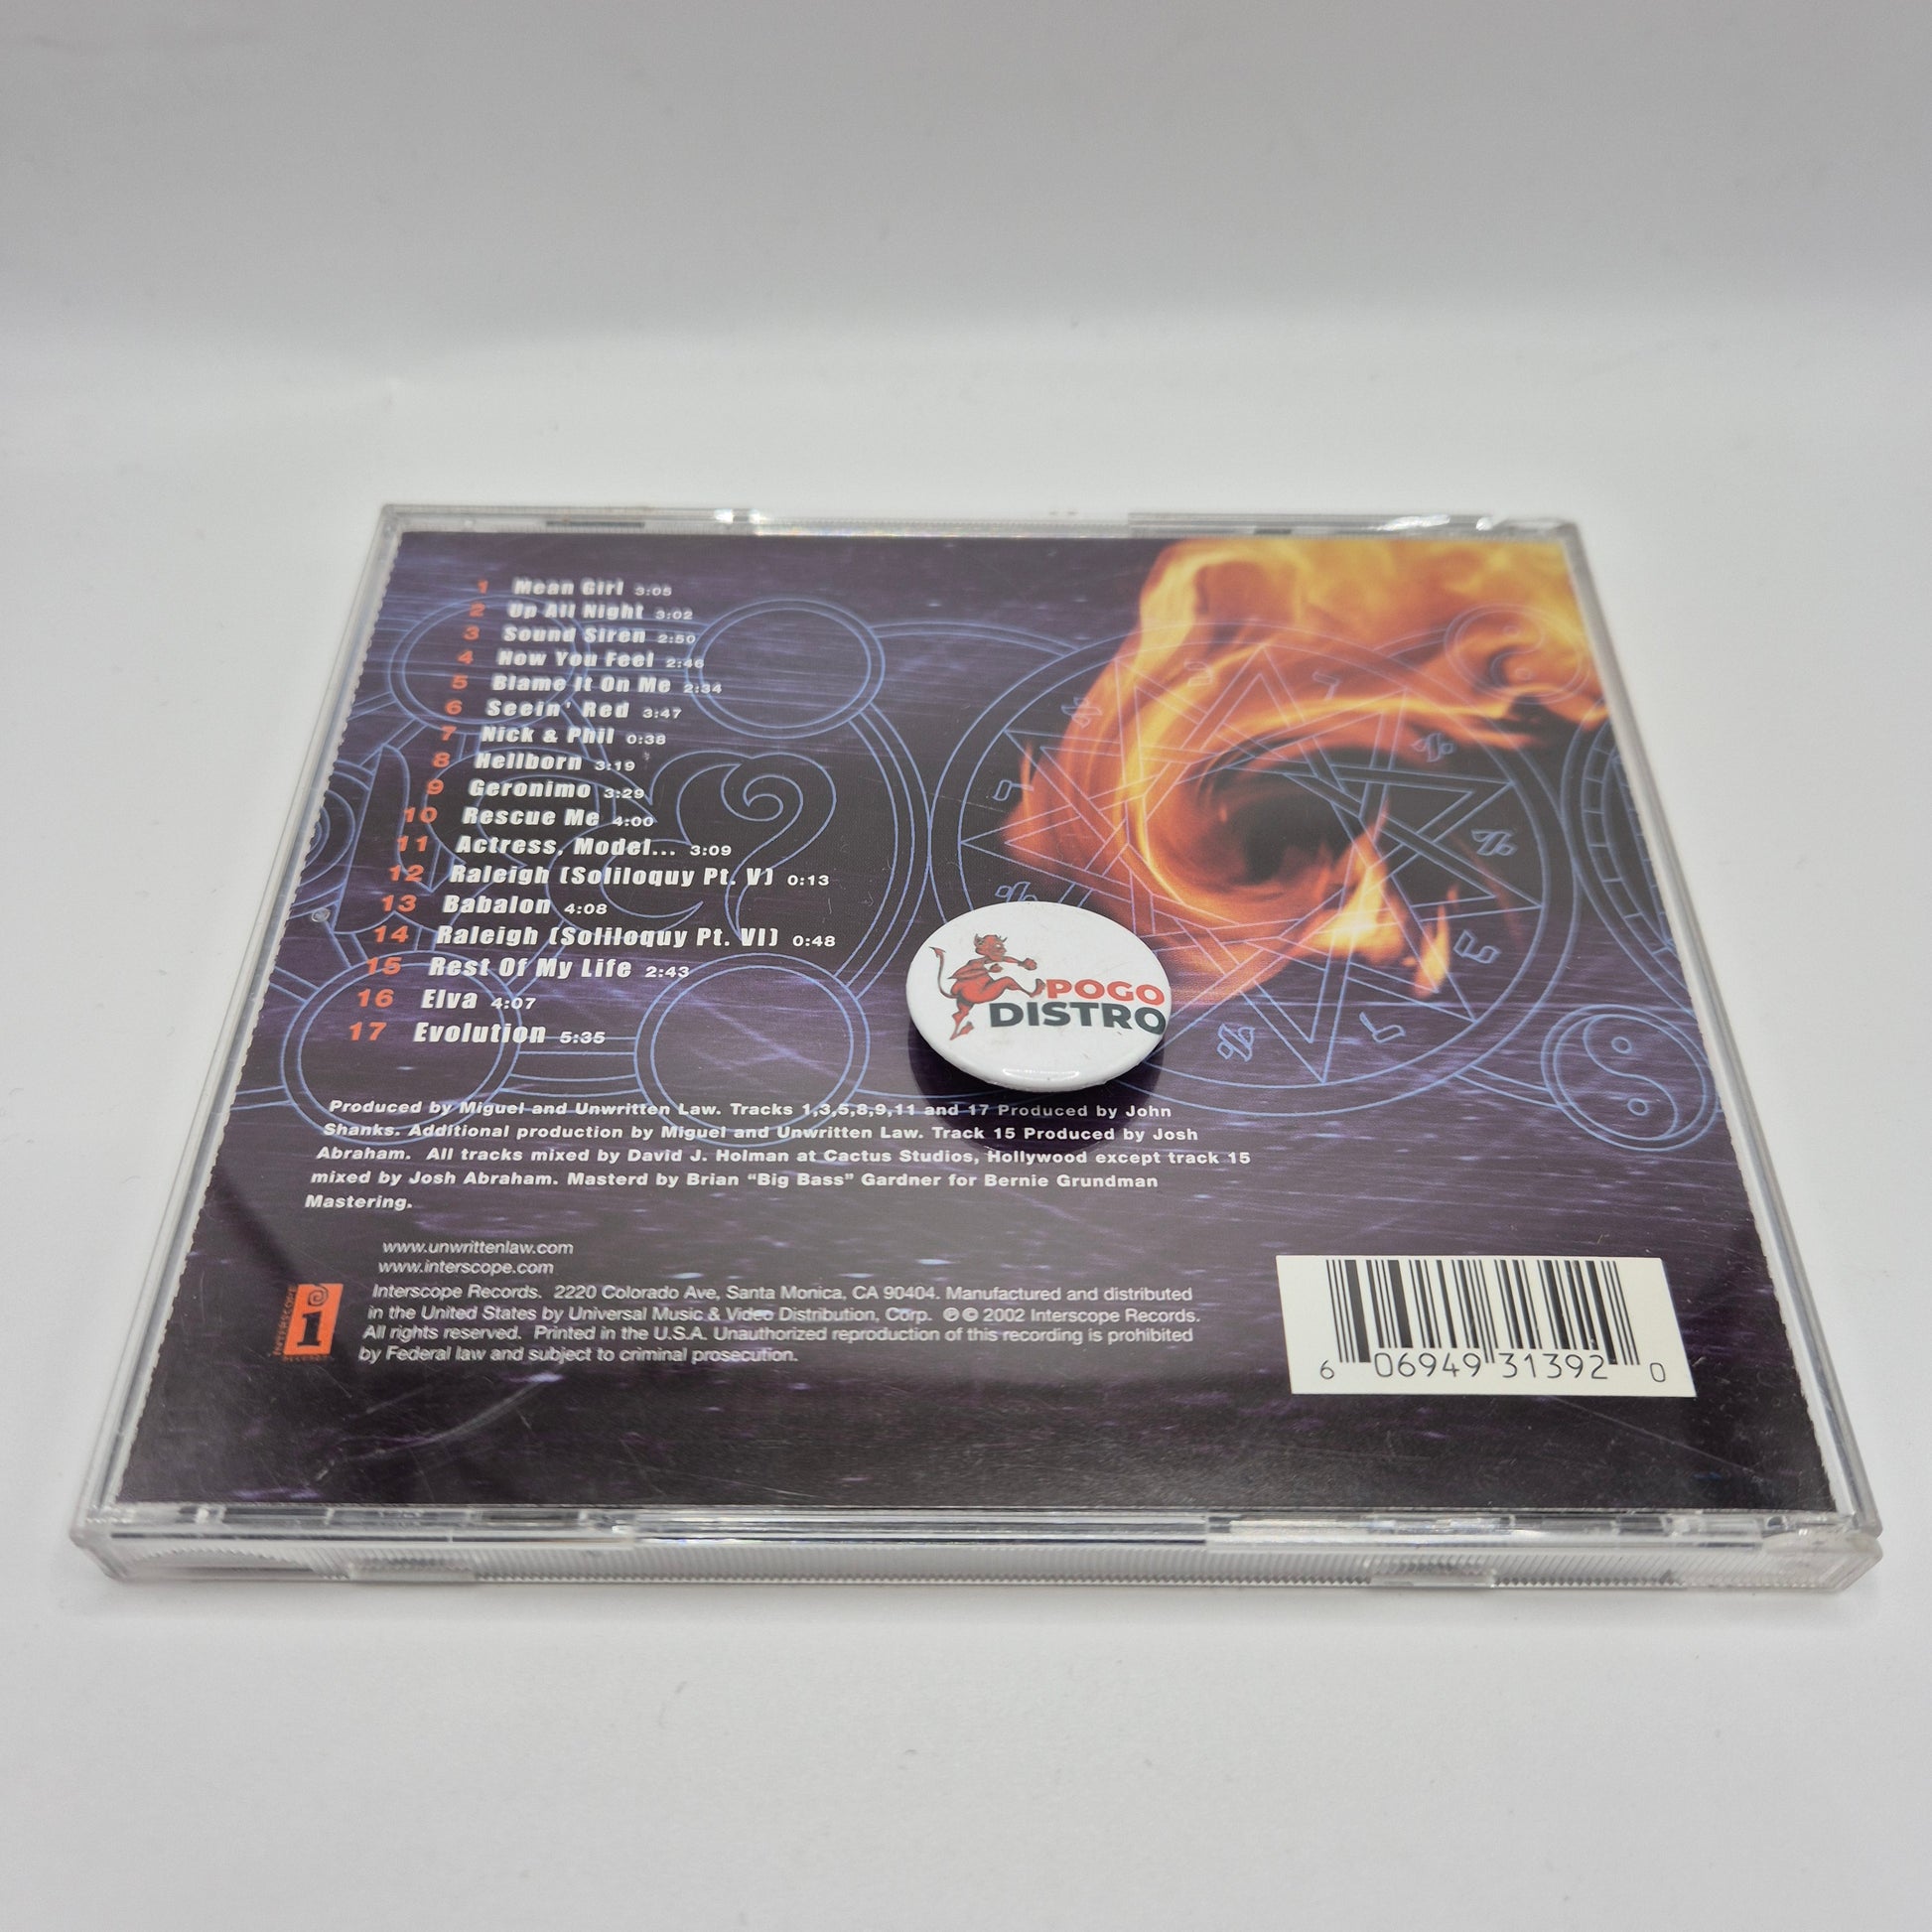 1 Mean Girl 3:05
2 Up All Night 3:02
3 Sound Siren 2:50
4 How You Feel 2:46
5 Blame It On Me 2:34
6 Seein' Red 3:47
7 Nick & Phil 0:38
8 Hellborn 3:19
9 Geronimo 3:29
10 Rescue Me 4:00
11 Actress, Model... 3:09
12 Raleigh (Soliloquy Pt. V) 0:13
13 Babalon 4:08
14 Raleigh (Soliloquy Pt. VI) 0:48
15 Rest Of My Life 2:43
16 Elva 4:07
17 Evolution 5:35
POGO
DISTRO
Produced by Miguel and Unwritten Law. Tracks 1,3,5,8,9,11 and 17 Produced by John
Shanks. Additional production by Miguel and Unwritten Law. Track 15 Produced by Josh
Abraham. All tracks mixed by David J. Holman at Cactus Studios, Hollywood except track 15
mixed by Josh Abraham. Masterd by Brian “Big Bass” Gardner for Bernie Grundman
Mastering.
www.unwrittenlaw.com
www.interscope.com
INTERSCOPE
i
RECORDS
Interscope Records. 2220 Colorado Ave, Santa Monica, CA 90404. Manufactured and distributed
in the United States by Universal Music & Video Distribution, Corp. ℗© 2002 Interscope Records.
All rights reserved. Printed in the U.S.A. Unauthorized reproduction of this recording is prohibited
by Federal law and subject to criminal prosecution.
6 06949 31392 0